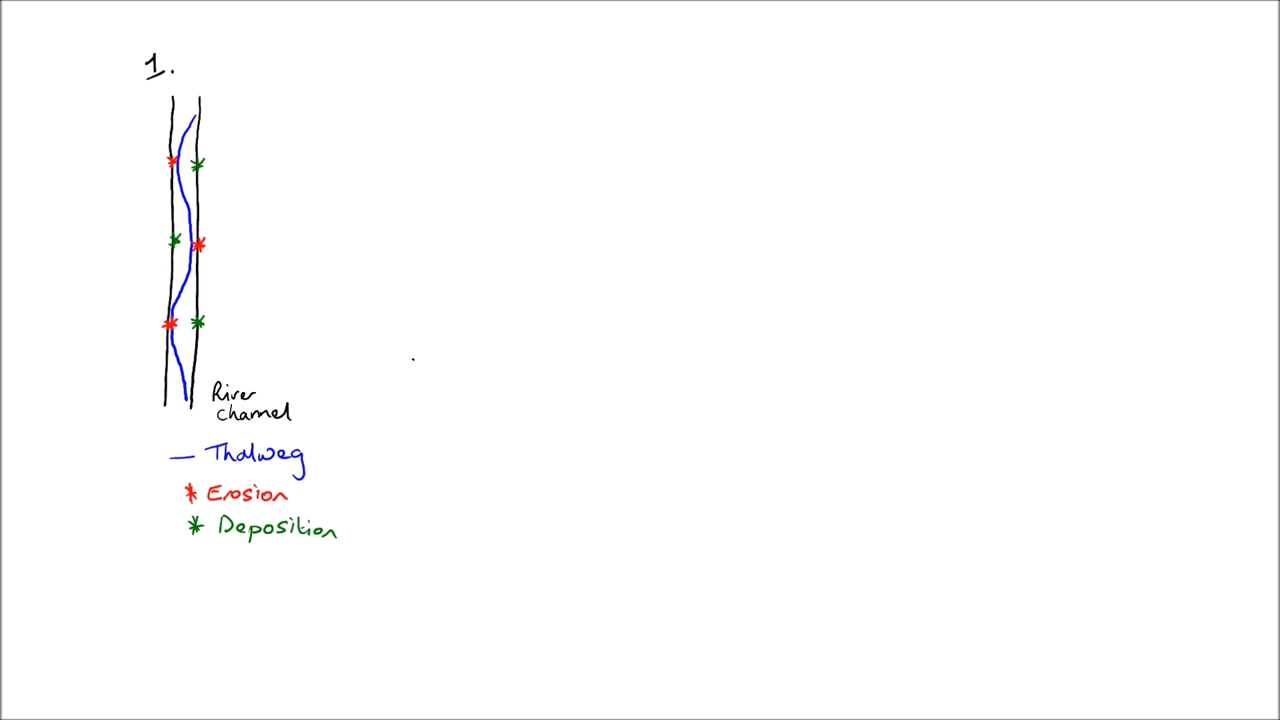 1.
River
channel
— Thalweg
* Erosion
* Deposition